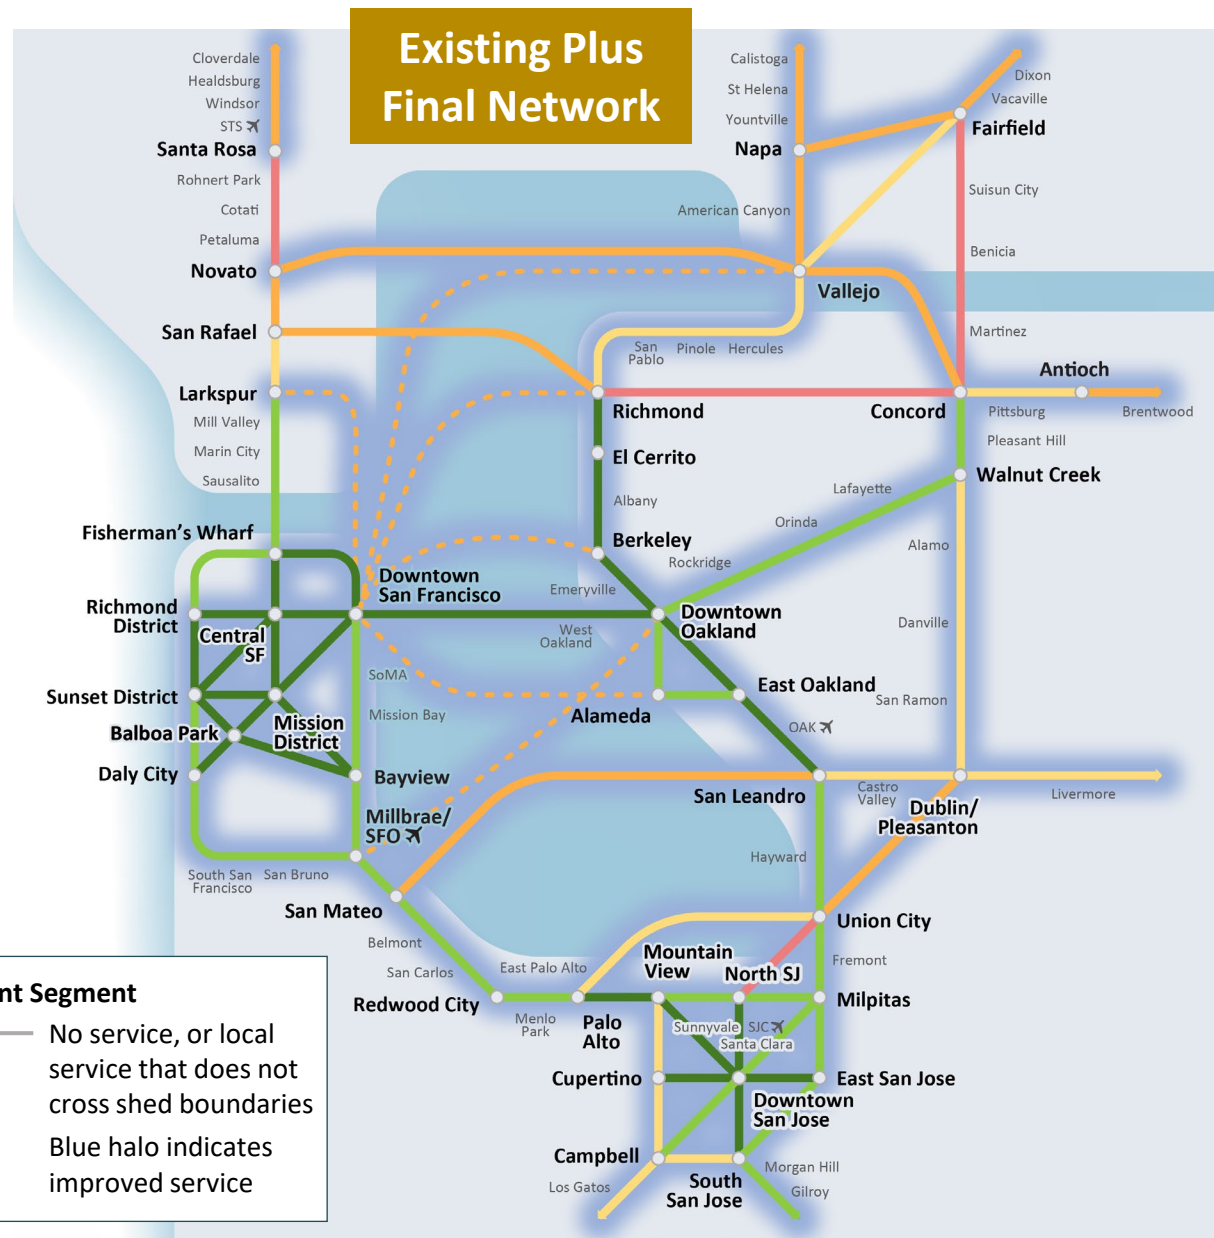 Existing Plus
Final Network
Cloverdale
Healdsburg
Windsor
STS
Santa Rosa
Rohnert Park
Cotati
Petaluma
Novato
San Rafael
Larkspur
Mill Valley
Marin City
Sausalito
Fisherman's Wharf
Calistoga
St Helena
Yountville
Napa
American Canyon
Dixon
Vacaville
Fairfield
Suisun City
Benicia
Vallejo
Martinez
San
Pablo
Pinole
Hercules
Richmond
Concord
Antioch
Pittsburg
Brentwood
Pleasant Hill
El Cerrito
Walnut Creek
Albany
Lafayette
Orinda
Rockridge
Alamo
Berkeley
Emeryville
Downtown
San Francisco
Richmond
District
Central
SF
West
Oakland
Downtown
Oakland
Danville
SoMA
Sunset District
Mission Bay
East Oakland
San Ramon
Alameda
OAK
Balboa Park
Mission
District
Daly City
Bayview
San Leandro
Castro
Valley
Dublin/
Pleasanton
Livermore
Millbrae/
SFO
Hayward
South San
Francisco
San Bruno
San Mateo
Union City
Belmont
San Carlos
East Palo Alto
Mountain
View
North SJ
Fremont
Redwood City
Menlo
Park
Palo
Alto
Sunnyvale
SJC
Santa Clara
Milpitas
Cupertino
East San Jose
Downtown
San Jose
Campbell
South
San Jose
Morgan Hill
Gilroy
Los Gatos
nt Segment
No service, or local
service that does not
cross shed boundaries
Blue halo indicates
improved service